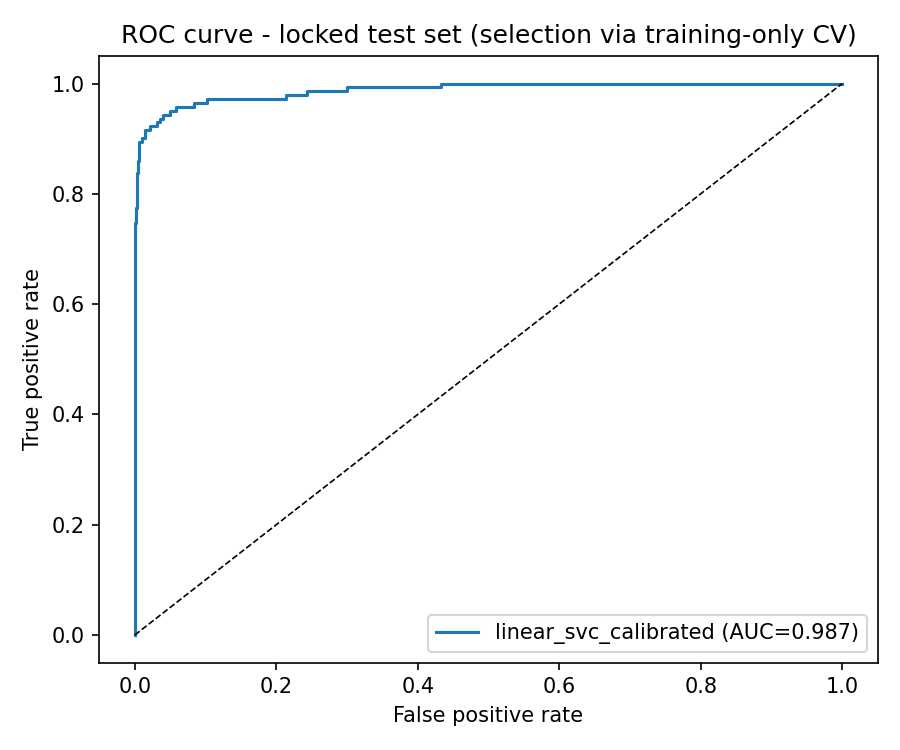 ROC curve - locked test set (selection via training-only CV)
True positive rate
1.0
0.8
0.6
0.4
0.2
0.0
linear_svc_calibrated (AUC=0.987)
0.0 0.2 0.4 0.6 0.8 1.0
False positive rate